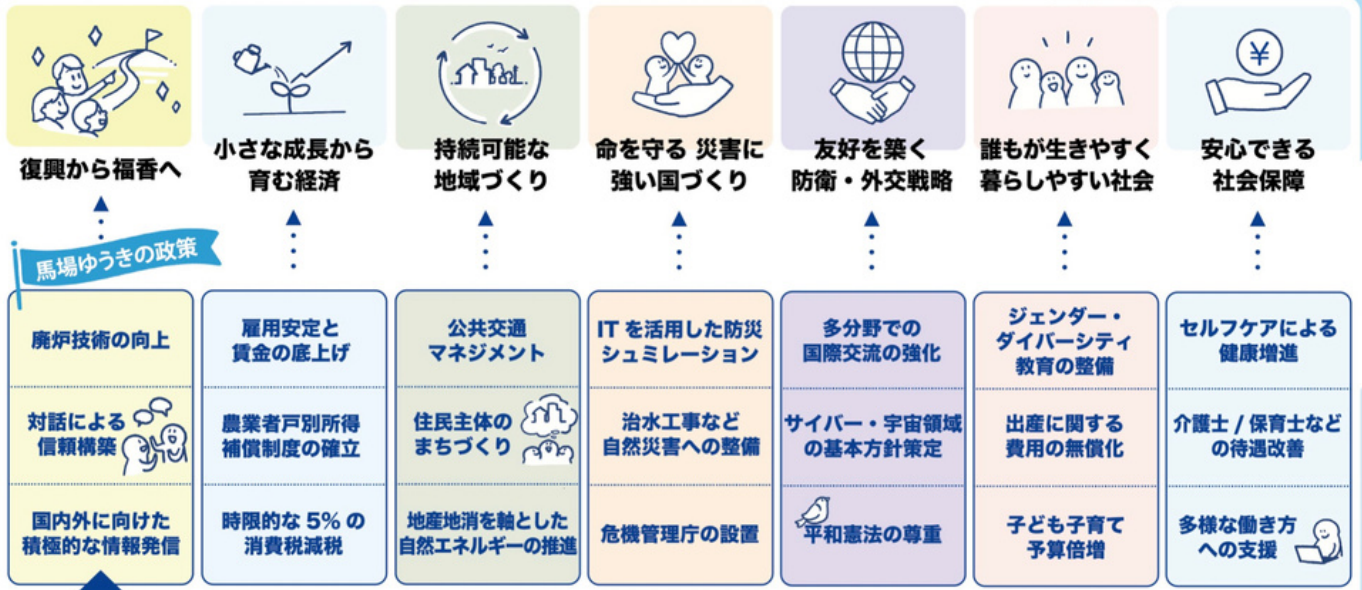 復興から福香へ
小さな成長から
育む経済
持続可能な
地域づくり
命を守る 災害に
強い国づくり
友好を築く
防衛・外交戦略
誰もが生きやすく
暮らしやすい社会
¥
安心できる
社会保障
馬場ゆうきの政策
廃炉技術の向上
対話による
信頼構築
国内外に向けた
積極的な情報発信
雇用安定と
賃金の底上げ
農業者戸別所得
補償制度の確立
時限的な 5% の
消費税減税
公共交通
マネジメント
住民主体の
まちづくり
地産地消を軸とした
自然エネルギーの推進
IT を活用した防災
シュミレーション
治水工事など
自然災害への整備
危機管理庁の設置
多分野での
国際交流の強化
サイバー・宇宙領域
の基本方針策定
平和憲法の尊重
ジェンダー・
ダイバーシティ
教育の整備
出産に関する
費用の無償化
子ども子育て
予算倍増
セルフケアによる
健康増進
介護士 / 保育士など
の待遇改善
多様な働き方
への支援